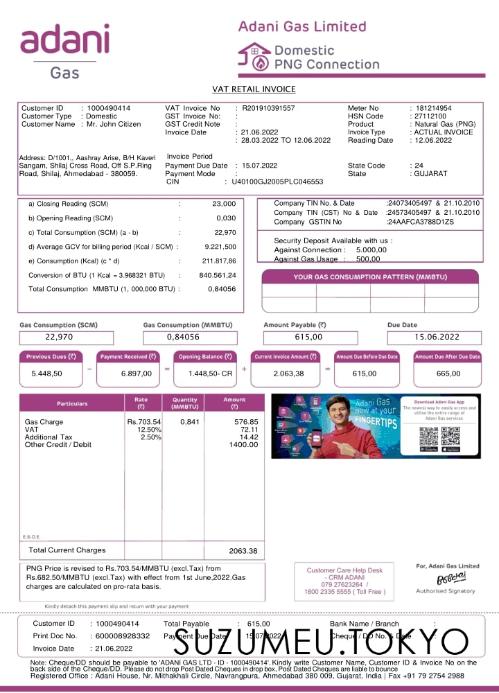 adani
Gas
Adani Gas Limited
Domestic
PNG Connection
VAT RETAIL INVOICE
Customer ID : 1000490414
Customer Type : Domestic
Customer Name : Mr. John Citizen
Address: D/1001,, Aashray Arise, B/H Kaveri
Sangam, Shilaj Cross Road, Off S.P.Ring
Road, Shilaj, Ahmedabad - 380059.
VAT Invoice No : R201910391557
GST Invoice No: :
GST Credit Note :
Invoice Date : 21.06.2022
: 28.03.2022 TO 12.06.2022
Invoice Period
Payment Due Date : 15.07.2022
Payment Mode :
CIN : U40100GJ2005PLC046553
Meter No : 181214954
HSN Code : 27112100
Product : Natural Gas (PNG)
Invoice Type : ACTUAL INVOICE
Reading Date : 12.06.2022
State Code : 24
State : GUJARAT
a) Closing Reading (SCM) : 23,000
b) Opening Reading (SCM) : 0,030
c) Total Consumption (SCM) (a - b) : 22,970
d) Average GCV for billing period (Kcal / SCM) : 9.221,500
e) Consumption (Kcal) (c * d) : 211.817,86
Conversion of BTU (1 Kcal = 3.968321 BTU) : 840.561,24
Total Consumption MMBTU (1, 000,000 BTU) : 0.84056
Company TIN No. & Date :24073405497 & 21.10.2010
Company TIN (CST) No & Date :24573405497 & 21.10.2010
Company GSTIN No :24AAFCA3788D1ZS
Security Deposit Available with us :
Against Connection : 5.000,00
Against Gas Usage : 500,00
YOUR GAS CONSUMPTION PATTERN (MMBTU)
Gas Consumption (SCM)
22,970
Gas Consumption (MMBTU)
0,84056
Amount Payable (₹)
615,00
Due Date
15.06.2022
Previous Dues (₹)
5.448,50
–
Payment Received (₹)
6.897,00
=
Opening Balance (₹)
1.448,50- CR
+
Current Invoice Amount (₹)
2.063,38
=
Amount Due Before Due Date
615,00
Amount Due After Due Date
665,00
Particulars Rate (₹) Quantity (MMBTU) Amount (₹)
Gas Charge Rs.703.54 0,841 576.85
VAT 12.50% 72.11
Additional Tax 2.50% 14.42
Other Credit / Debit 1400.00
E.&O.E.
Total Current Charges 2063.38
Adani Gas
now at your
FINGERTIPS
Download Adani Gas App
PNG Price is revised to Rs.703.54/MMBTU (excl.Tax) from
Rs.682.50/MMBTU (excl.Tax) with effect from 1st June,2022.Gas
charges are calculated on pro-rata basis.
Customer Care Help Desk
- CRM ADANI
079 27623264 /
1800 2335 5555 ( Toll Free )
For, Adani Gas Limited
Authorised Signatory
Kindly detach this payment slip and return with your payment
Customer ID : 1000490414
Print Doc No. : 600008928332
Invoice Date : 21.06.2022
Total Payable : 615,00
Payment Due Date : 15.07.2022
Bank Name / Branch :
Cheque / DD No. & Date
SUZUMEU.TOKYO
Note: Cheque/DD should be payable to 'ADANI GAS LTD - ID - 1000490414'. Kindly write Customer Name, Customer ID & Invoice No on the
back side of the Cheque/DD. Please do not drop Post Dated Cheques in drop box. Post Dated Cheques are liable to bounce
Registered Office : Adani House, Nr. Mithakhali Circle, Navrangpura, Ahmedabad 380 009, Gujarat. India | Fax +91 79 2754 2988